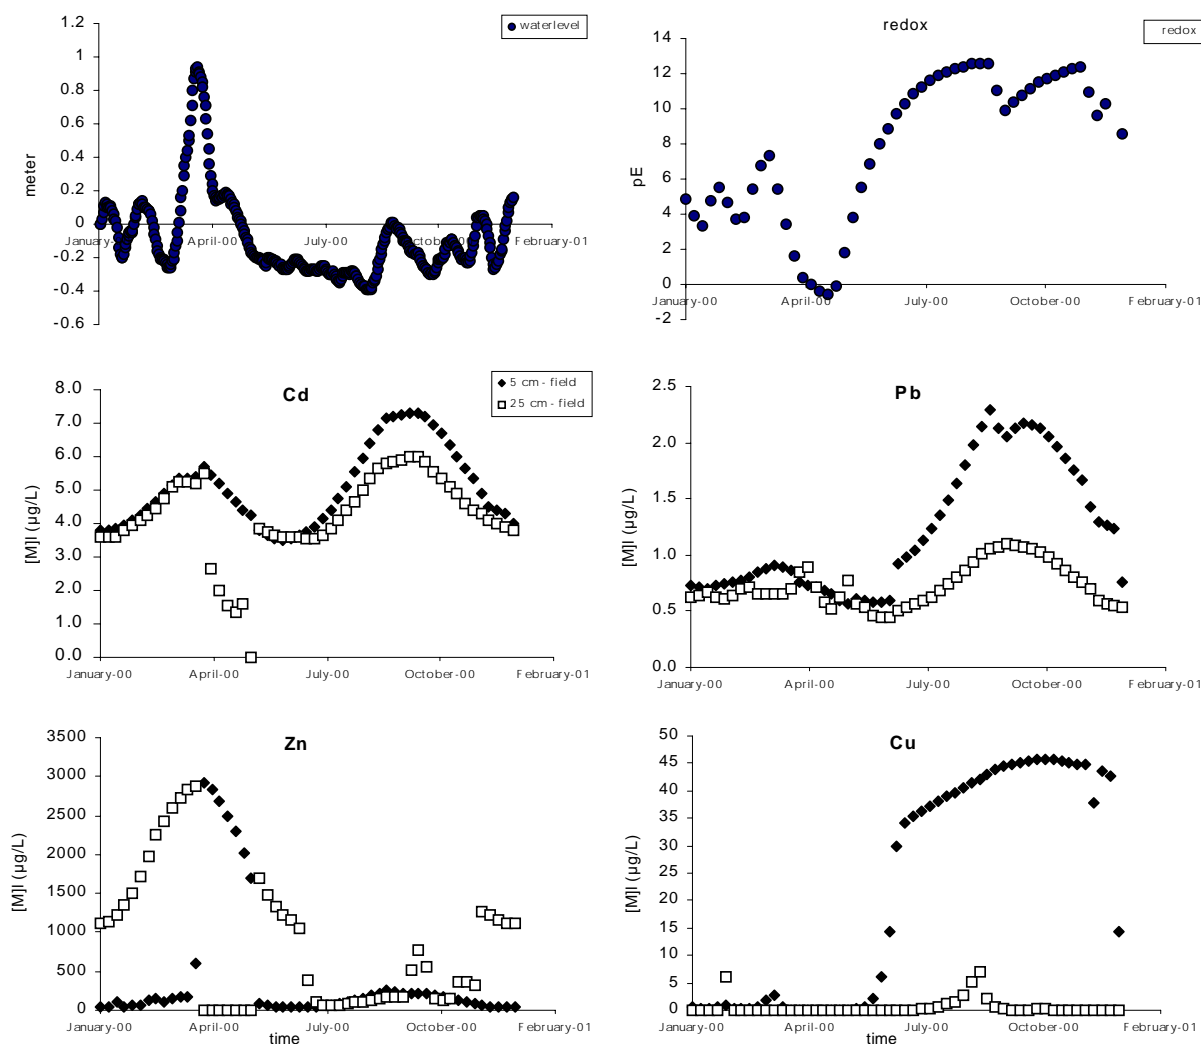 1.2
1
0.8
0.6
0.4
0.2
0
-0.2
-0.4
-0.6
meter
waterlevel
January-00
April-00
July-00
October-00
February-01
redox
redox
14
12
10
8
6
4
2
0
-2
pE
January-00
April-00
July-00
October-00
February-01
Cd
5 cm - field
25 cm - field
8.0
7.0
6.0
5.0
4.0
3.0
2.0
1.0
0.0
[M]l (µg/L)
January-00
April-00
July-00
October-00
February-01
Pb
2.5
2.0
1.5
1.0
0.5
0.0
[M]l (µg/L)
January-00
April-00
July-00
October-00
February-01
Zn
3500
3000
2500
2000
1500
1000
500
0
[M]l (µg/L)
January-00
April-00
July-00
October-00
February-01
time
Cu
50
45
40
35
30
25
20
15
10
5
0
[M]l (µg/L)
January-00
April-00
July-00
October-00
February-01
time